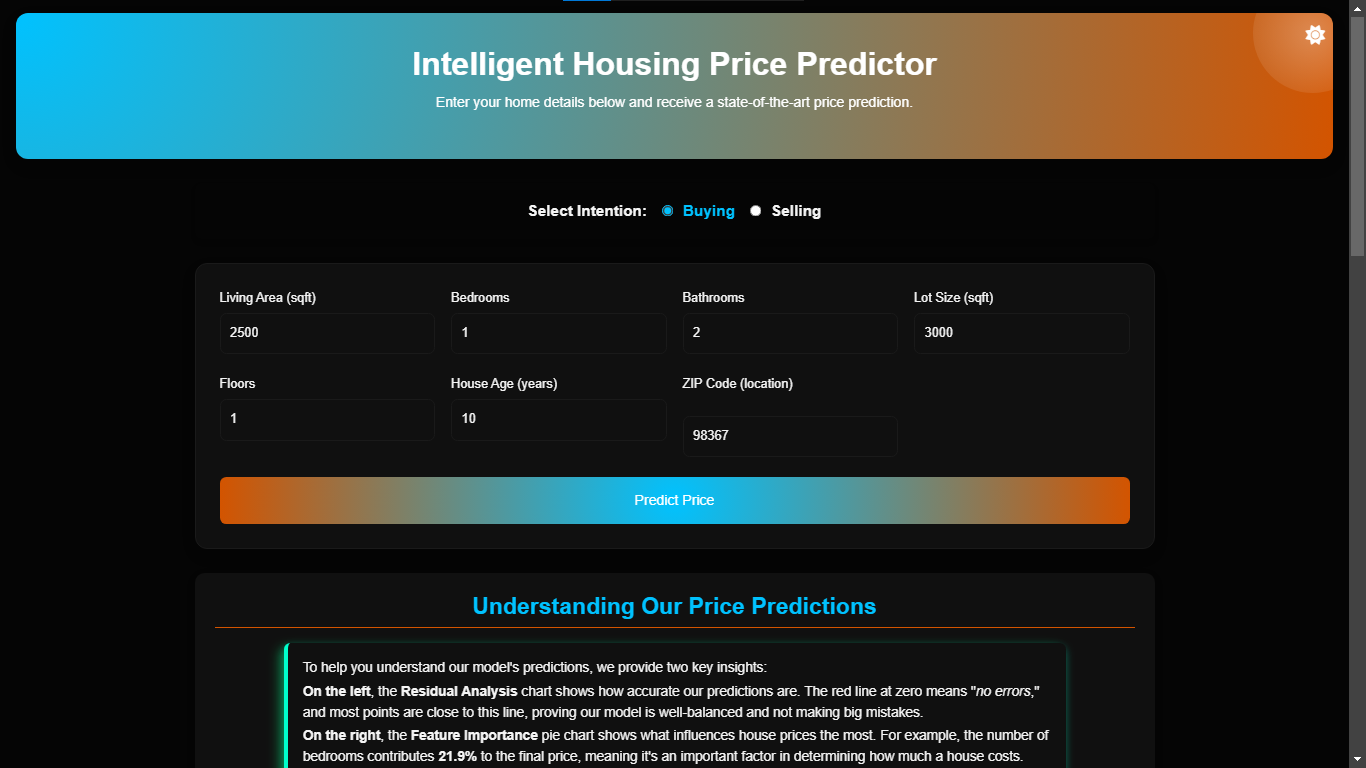 Intelligent Housing Price Predictor
Enter your home details below and receive a state-of-the-art price prediction.
Select Intention: Buying Selling
Living Area (sqft) Bedrooms Bathrooms Lot Size (sqft)
2500 1 2 3000
Floors House Age (years) ZIP Code (location)
1 10 98367
Predict Price
Understanding Our Price Predictions
To help you understand our model's predictions, we provide two key insights:
On the left, the Residual Analysis chart shows how accurate our predictions are. The red line at zero means "no errors,"
and most points are close to this line, proving our model is well-balanced and not making big mistakes.
On the right, the Feature Importance pie chart shows what influences house prices the most. For example, the number of
bedrooms contributes 21.9% to the final price, meaning it's an important factor in determining how much a house costs.